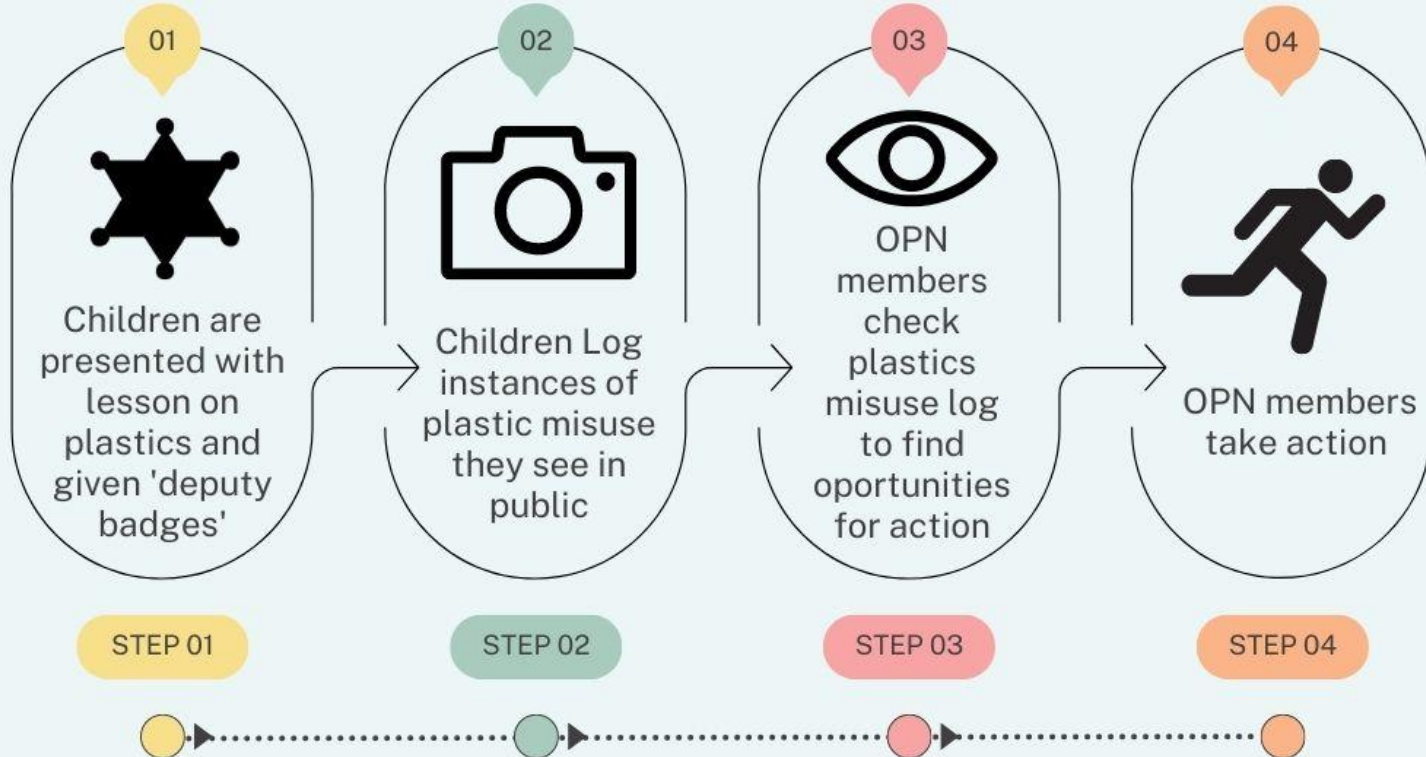 01
Children are
presented with
lesson on
plastics and
given 'deputy
badges'
STEP 01
02
Children Log
instances of
plastic misuse
they see in
public
STEP 02
03
OPN
members
check
plastics
misuse log
to find
oportunities
for action
STEP 03
04
OPN members
take action
STEP 04